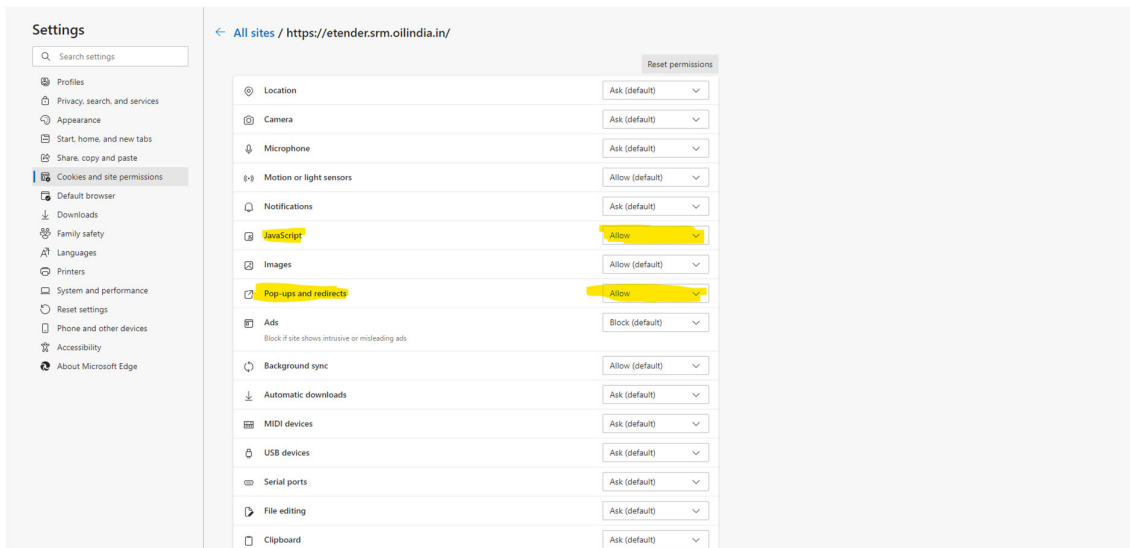 Settings
Search settings
Profiles
Privacy, search, and services
Appearance
Start, home, and new tabs
Share, copy and paste
Cookies and site permissions
Default browser
Downloads
Family safety
Languages
Printers
System and performance
Reset settings
Phone and other devices
Accessibility
About Microsoft Edge
All sites / https://etender.srm.oilindia.in/
Reset permissions
Location Ask (default)
Camera Ask (default)
Microphone Ask (default)
Motion or light sensors Allow (default)
Notifications Ask (default)
JavaScript Allow
Images Allow (default)
Pop-ups and redirects Allow
Ads Block (default)
Block if site shows intrusive or misleading ads
Background sync Allow (default)
Automatic downloads Ask (default)
MIDI devices Ask (default)
USB devices Ask (default)
Serial ports Ask (default)
File editing Ask (default)
Clipboard Ask (default)